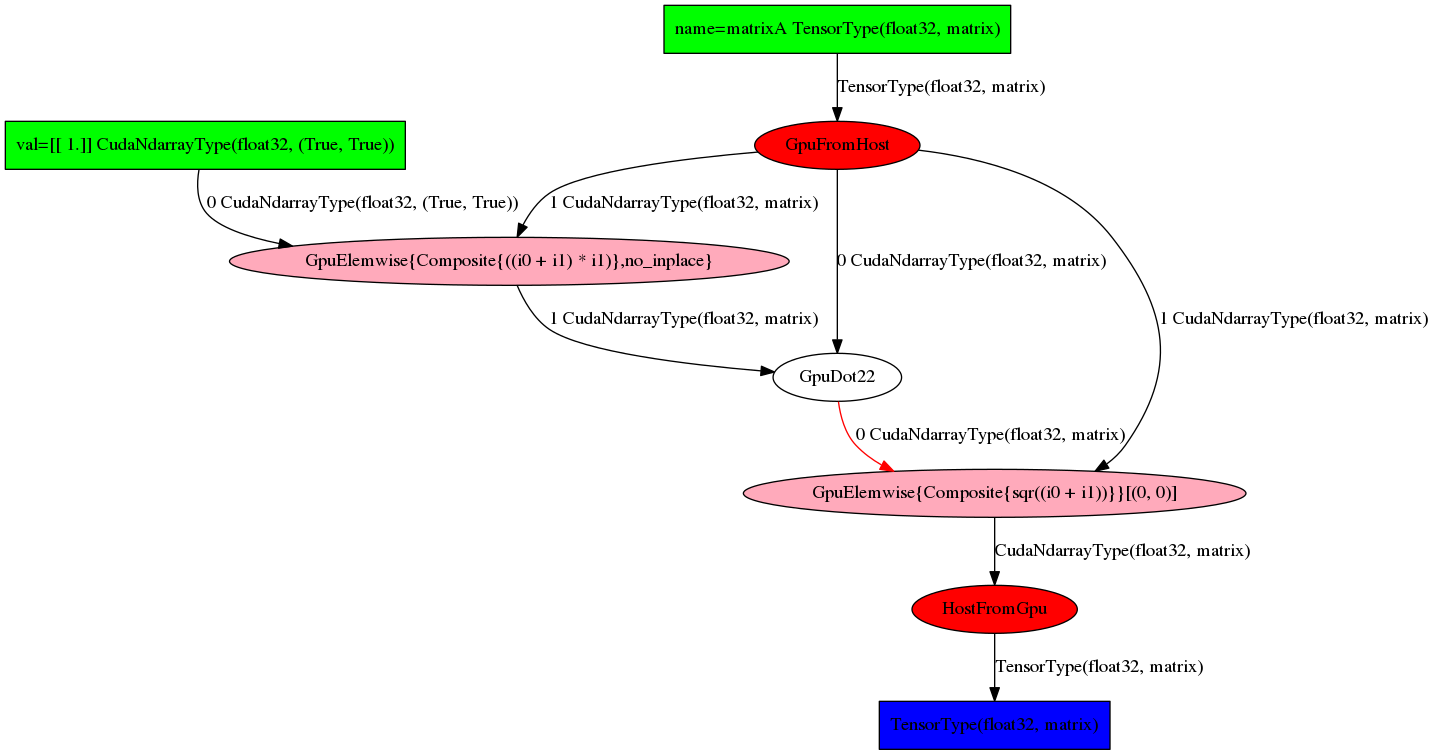 name=matrixA TensorType(float32, matrix)
TensorType(float32, matrix)
val=[[ 1.]] CudaNdarrayType(float32, (True, True))
GpuFromHost
0 CudaNdarrayType(float32, (True, True))
1 CudaNdarrayType(float32, matrix)
GpuElemwise{Composite{((i0 + i1) * i1)},no_inplace}
0 CudaNdarrayType(float32, matrix)
1 CudaNdarrayType(float32, matrix)
1 CudaNdarrayType(float32, matrix)
GpuDot22
0 CudaNdarrayType(float32, matrix)
GpuElemwise{Composite{sqr((i0 + i1))}}[(0, 0)]
CudaNdarrayType(float32, matrix)
HostFromGpu
TensorType(float32, matrix)
TensorType(float32, matrix)